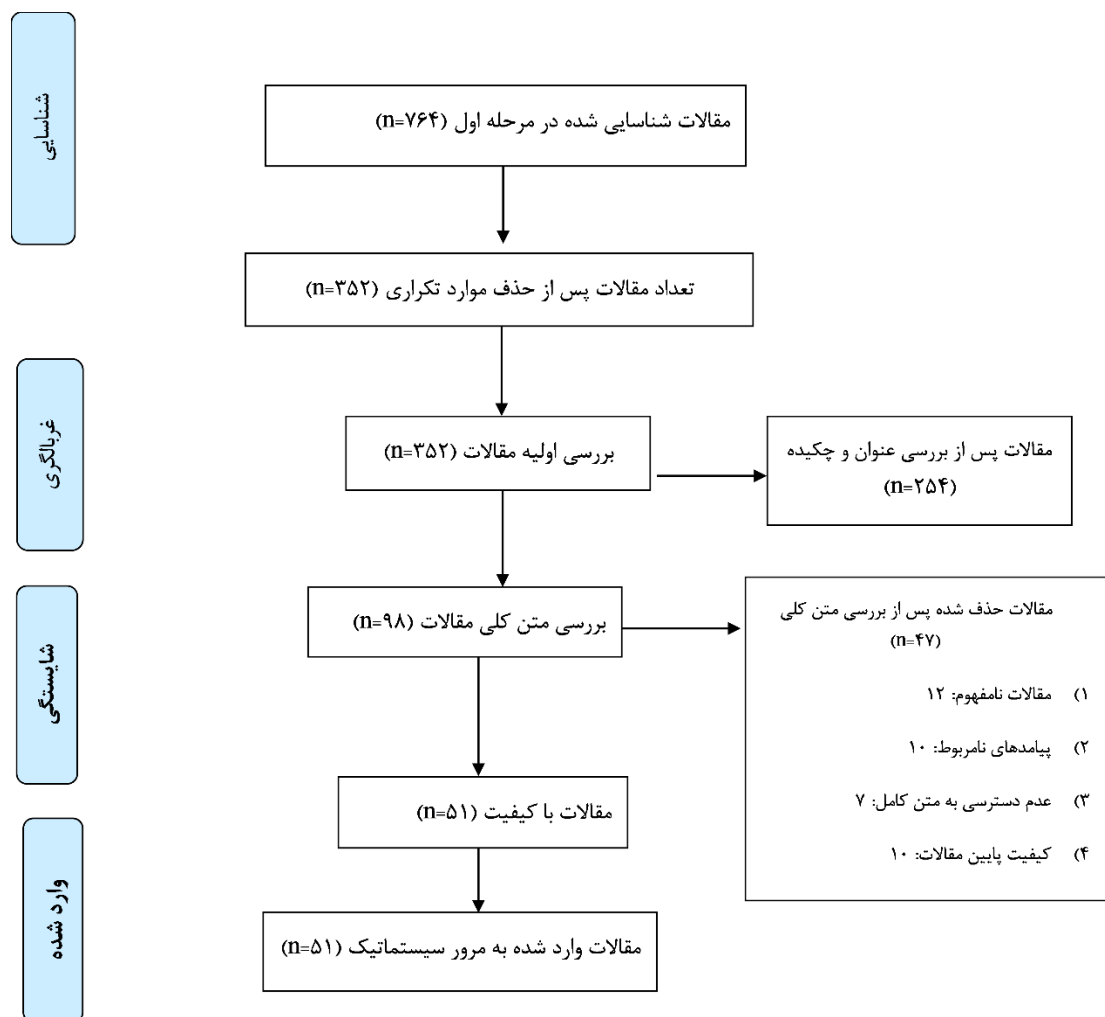 شناسایی
مقالات شناسایی شده در مرحله اول (n=۷۶۴)
تعداد مقالات پس از حذف موارد تکراری (n=۳۵۲)
غربالگری
بررسی اولیه مقالات (n=۳۵۲)
مقالات پس از بررسی عنوان و چکیده
(n=۲۵۴)
شایستگی
بررسی متن کلی مقالات (n=۹۸)
مقالات حذف شده پس از بررسی متن کلی
(n=۴۷)
۱) مقالات نامفهوم: ۱۲
۲) پیامدهای نامربوط: ۱۰
۳) عدم دسترسی به متن کامل: ۷
۴) کیفیت پایین مقالات: ۱۰
مقالات با کیفیت (n=۵۱)
وارد شده
مقالات وارد شده به مرور سیستماتیک (n=۵۱)